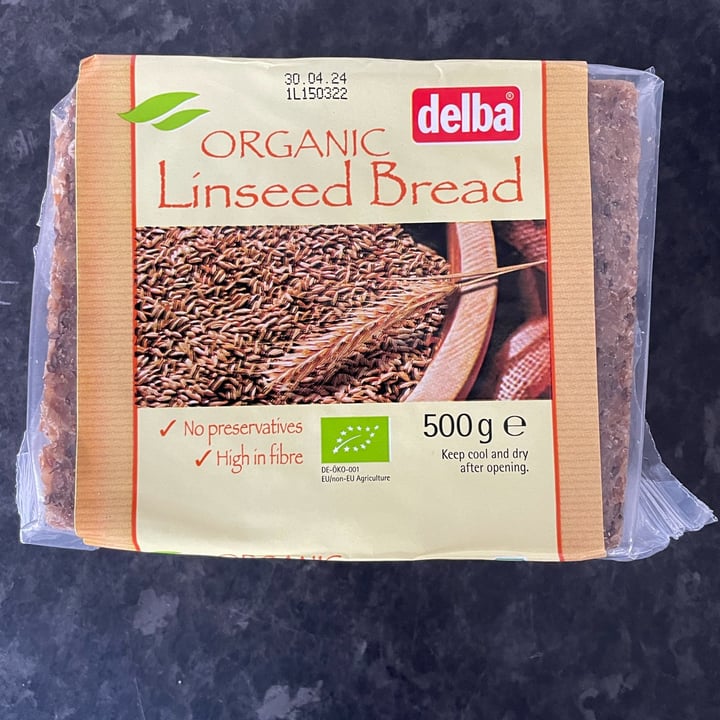 30.04.24
1L150322
delba®
ORGANIC
Linseed Bread
✓ No preservatives
✓ High in fibre
DE-ÖKO-001
EU/non-EU Agriculture
500g ℮
Keep cool and dry
after opening.
ORGANIC